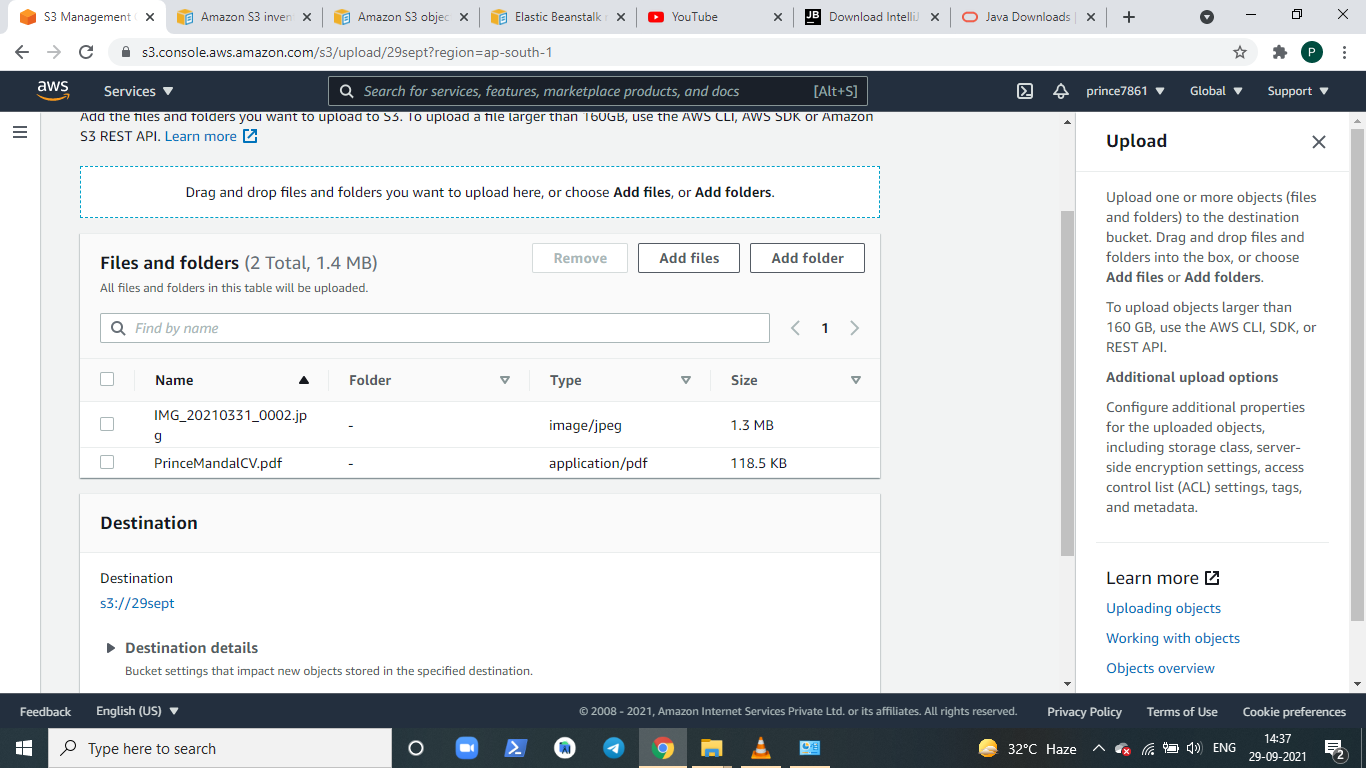 S3 Management C
Amazon S3 inven
Amazon S3 objec
Elastic Beanstalk a
YouTube
Download IntelliJ
Java Downloads |
s3.console.aws.amazon.com/s3/upload/29sept?region=ap-south-1
P
aws
Services
Search for services, features, marketplace products, and docs
[Alt+S]
prince7861
Global
Support
Add the files and folders you want to upload to S3. To upload a file larger than 160GB, use the AWS CLI, AWS SDK or Amazon
S3 REST API. Learn more
Drag and drop files and folders you want to upload here, or choose Add files, or Add folders.
Files and folders (2 Total, 1.4 MB)
All files and folders in this table will be uploaded.
Remove
Add files
Add folder
Find by name
1
Name
Folder
Type
Size
IMG_20210331_0002.jp
g
-
image/jpeg
1.3 MB
PrinceMandalCV.pdf
-
application/pdf
118.5 KB
Destination
Destination
s3://29sept
Destination details
Bucket settings that impact new objects stored in the specified destination.
Upload
Upload one or more objects (files
and folders) to the destination
bucket. Drag and drop files and
folders into the box, or choose
Add files or Add folders.
To upload objects larger than
160 GB, use the AWS CLI, SDK, or
REST API.
Additional upload options
Configure additional properties
for the uploaded objects,
including storage class, server-
side encryption settings, access
control list (ACL) settings, tags,
and metadata.
Learn more
Uploading objects
Working with objects
Objects overview
Feedback
English (US)
© 2008 - 2021, Amazon Internet Services Private Ltd. or its affiliates. All rights reserved.
Privacy Policy
Terms of Use
Cookie preferences
Type here to search
32°C Haze
ENG
14:37
29-09-2021
2